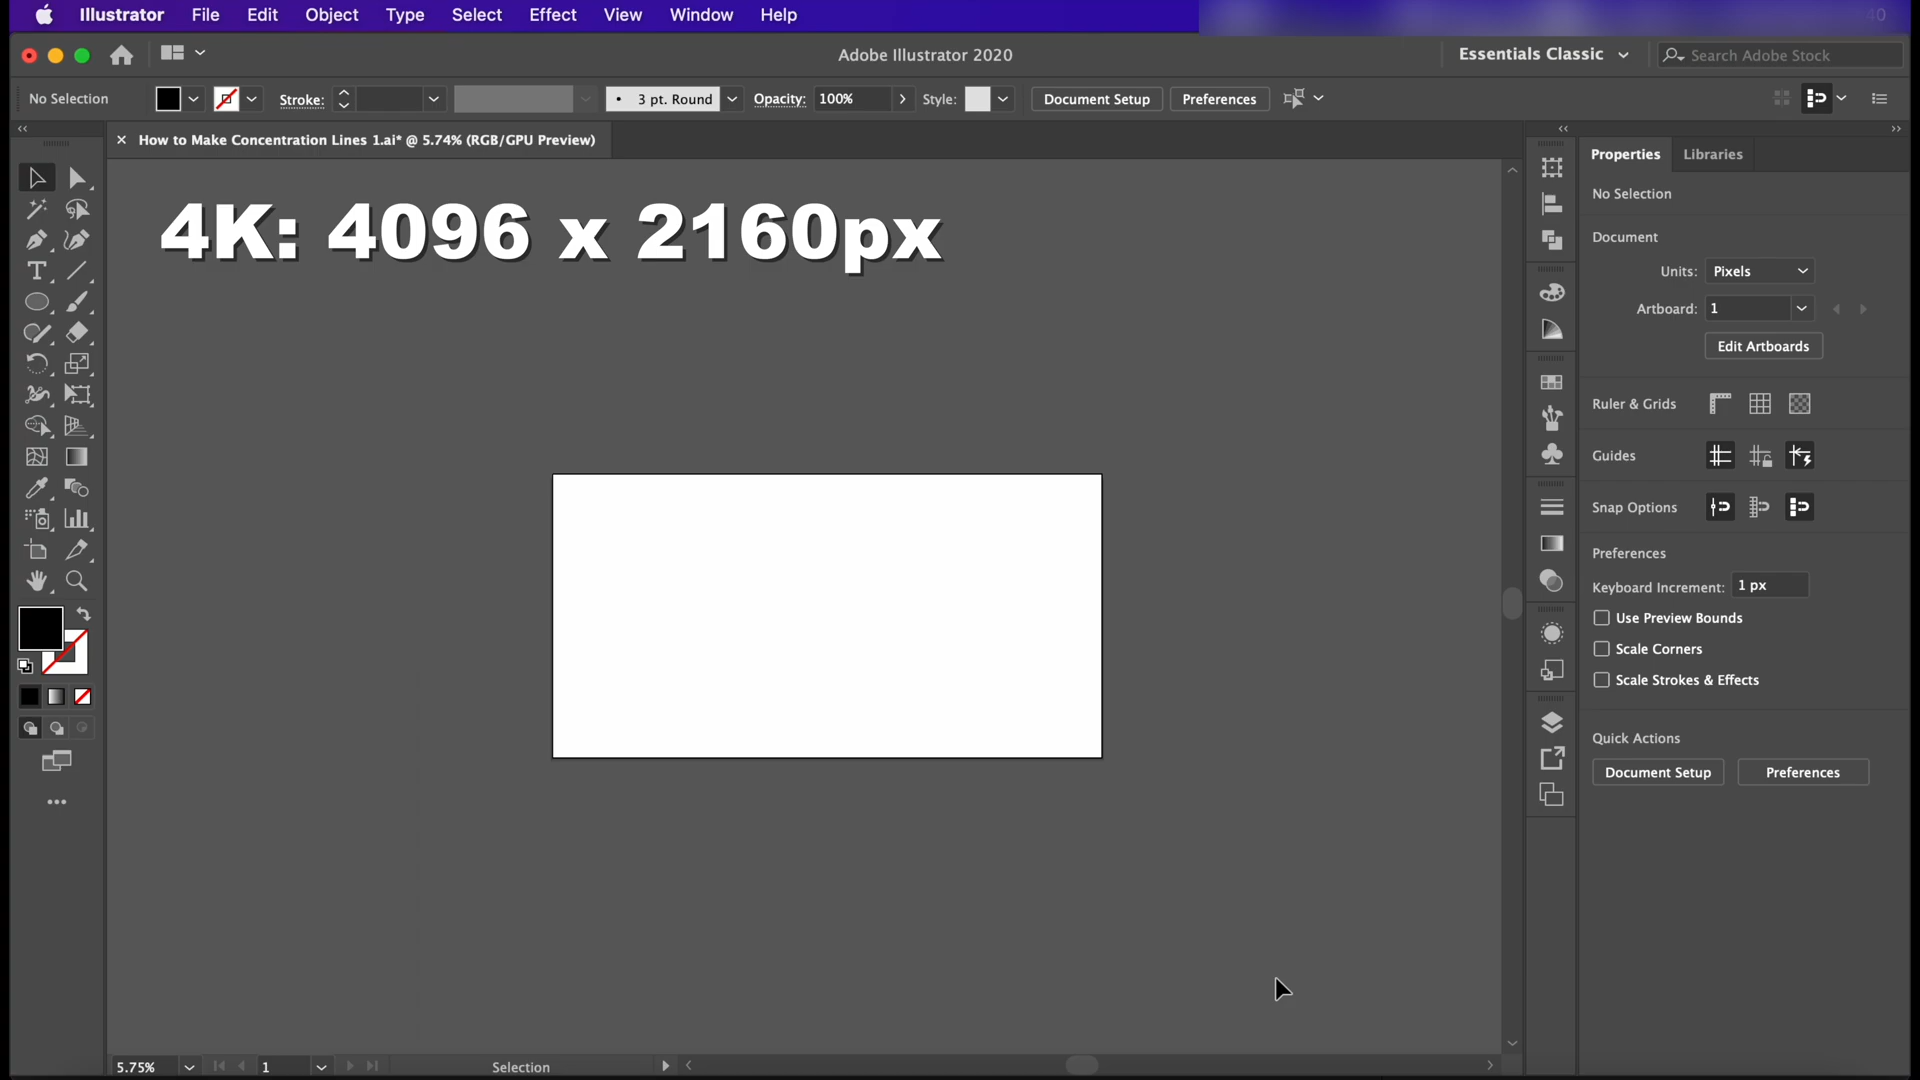 Illustrator File Edit Object Type Select Effect View Window Help
Adobe Illustrator 2020
Essentials Classic
Search Adobe Stock
No Selection
Stroke:
3 pt. Round
Opacity: 100%
Style:
Document Setup
Preferences
How to Make Concentration Lines 1.ai* @ 5.74% (RGB/GPU Preview)
4K: 4096 x 2160px
Properties Libraries
No Selection
Document
Units: Pixels
Artboard: 1
Edit Artboards
Ruler & Grids
Guides
Snap Options
Preferences
Keyboard Increment: 1 px
Use Preview Bounds
Scale Corners
Scale Strokes & Effects
Quick Actions
Document Setup Preferences
5.75% 1 Selection